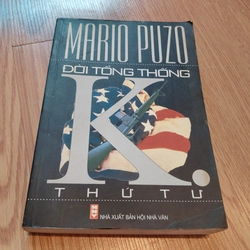 MARIO PUZO
ĐỜI TỔNG THỐNG
K.
THỨ TƯ
NHÀ XUẤT BẢN HỘI NHÀ VĂN